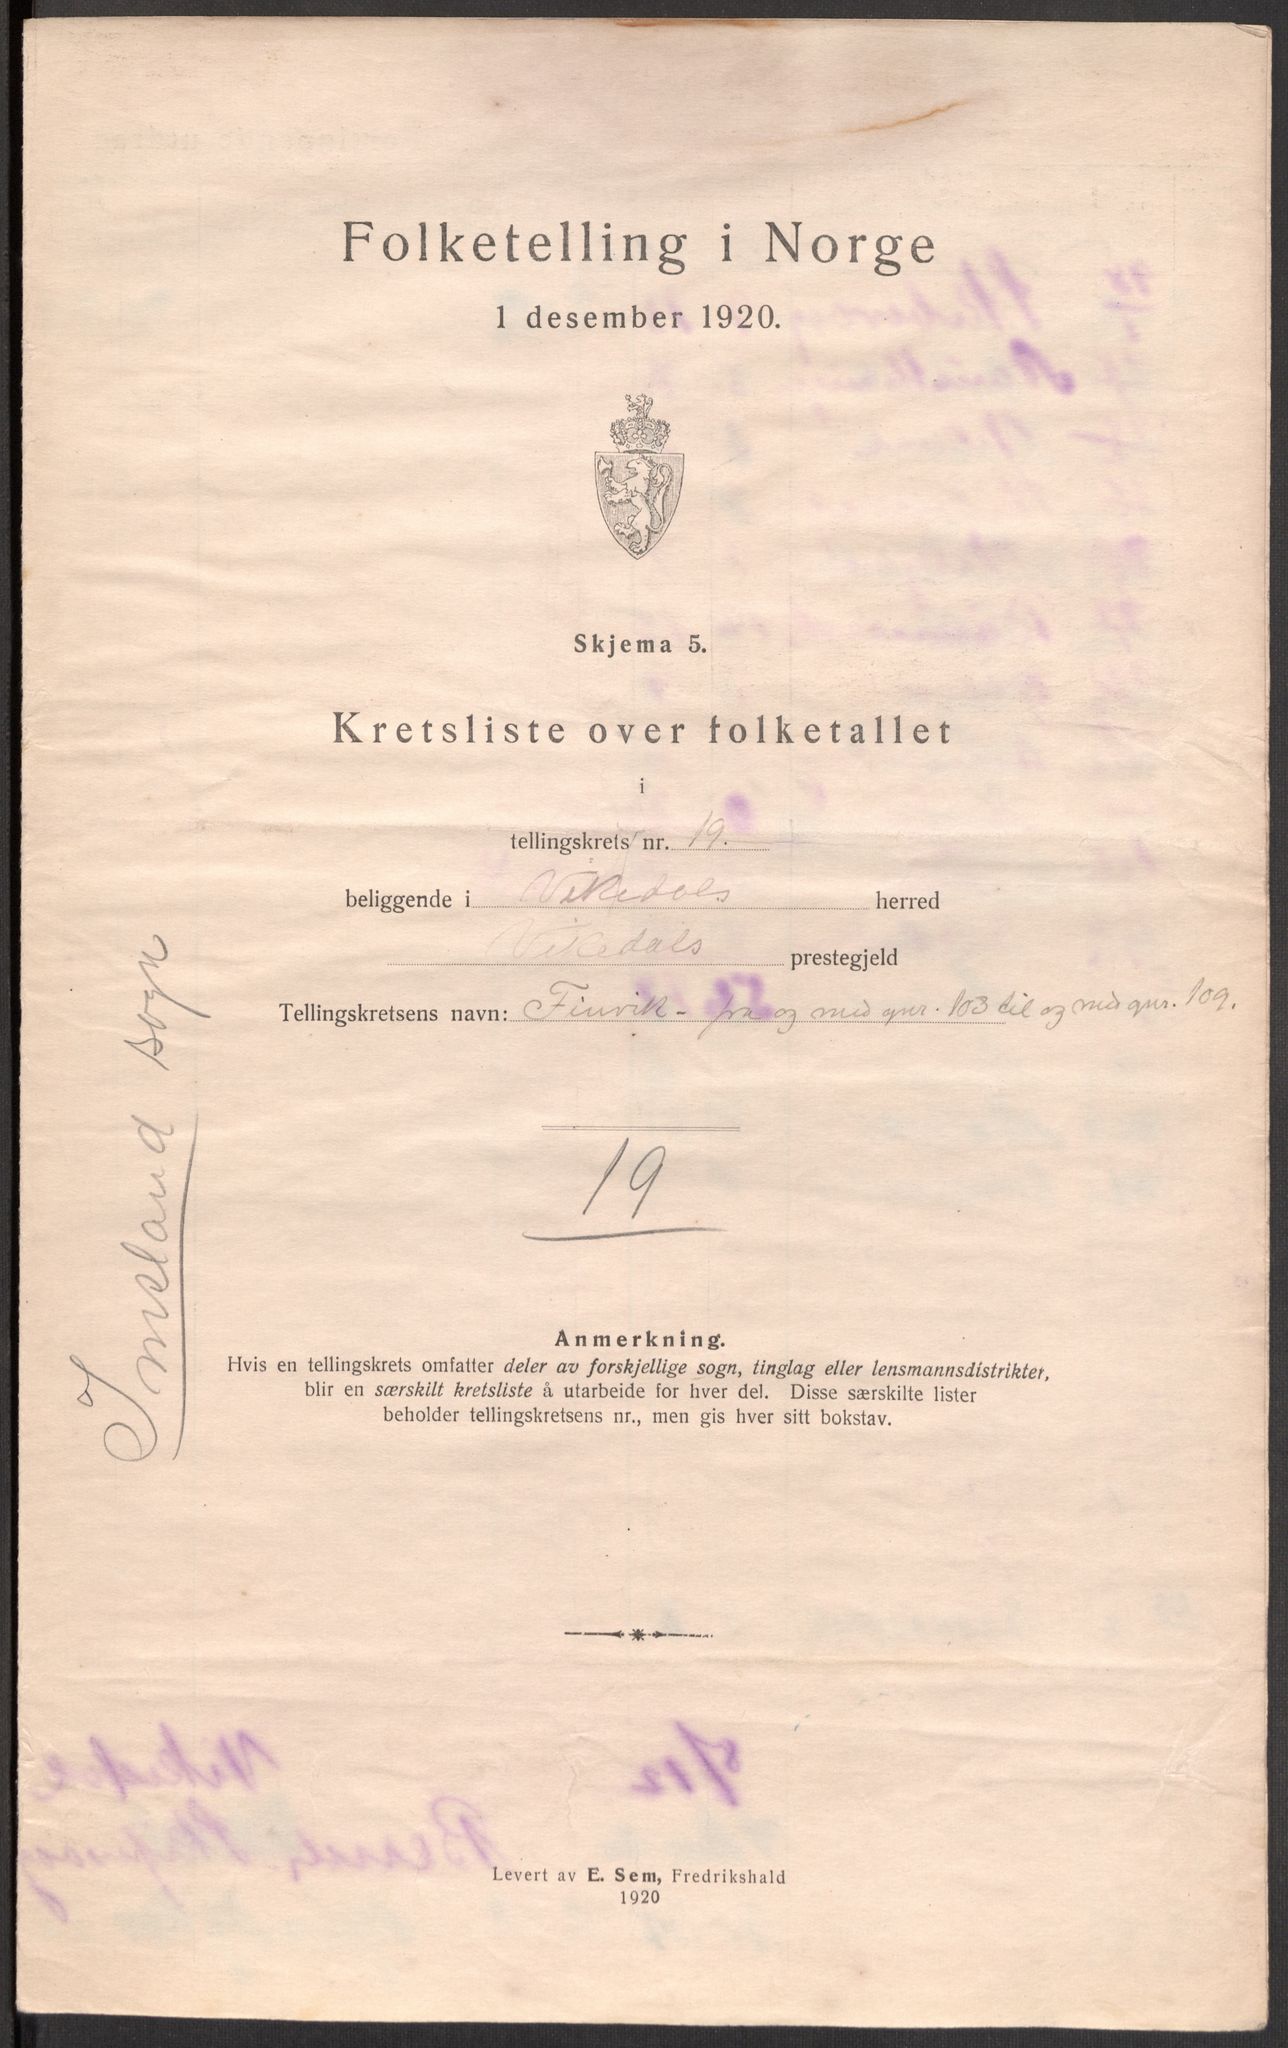 Folketelling i Norge
1 desember 1920.
Skjema 5.
Kretsliste over folketallet
i
tellingskrets nr. 19.
beliggende i Vikedals herred
Vikedals prestegjeld
Tellingskretsens navn: Finvik - fra og med gnr. 103 til og med gnr. 109.
19
Imsland sogn
Anmerkning.
Hvis en tellingskrets omfatter deler av forskjellige sogn, tinglag eller lensmannsdistrikter,
blir en særskilt kretsliste å utarbeide for hver del. Disse særskilte lister
beholder tellingskretsens nr., men gis hver sitt bokstav.
Levert av E. Sem, Fredrikshald
1920